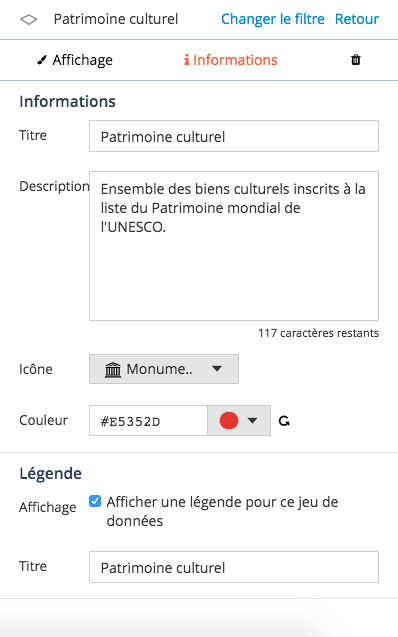 Patrimoine culturel Changer le filtre Retour
Affichage Informations
Informations
Titre Patrimoine culturel
Description Ensemble des biens culturels inscrits à la
liste du Patrimoine mondial de
l'UNESCO.
117 caractères restants
Icône Monume..
Couleur #E5352D
Légende
Affichage Afficher une légende pour ce jeu de
données
Titre Patrimoine culturel